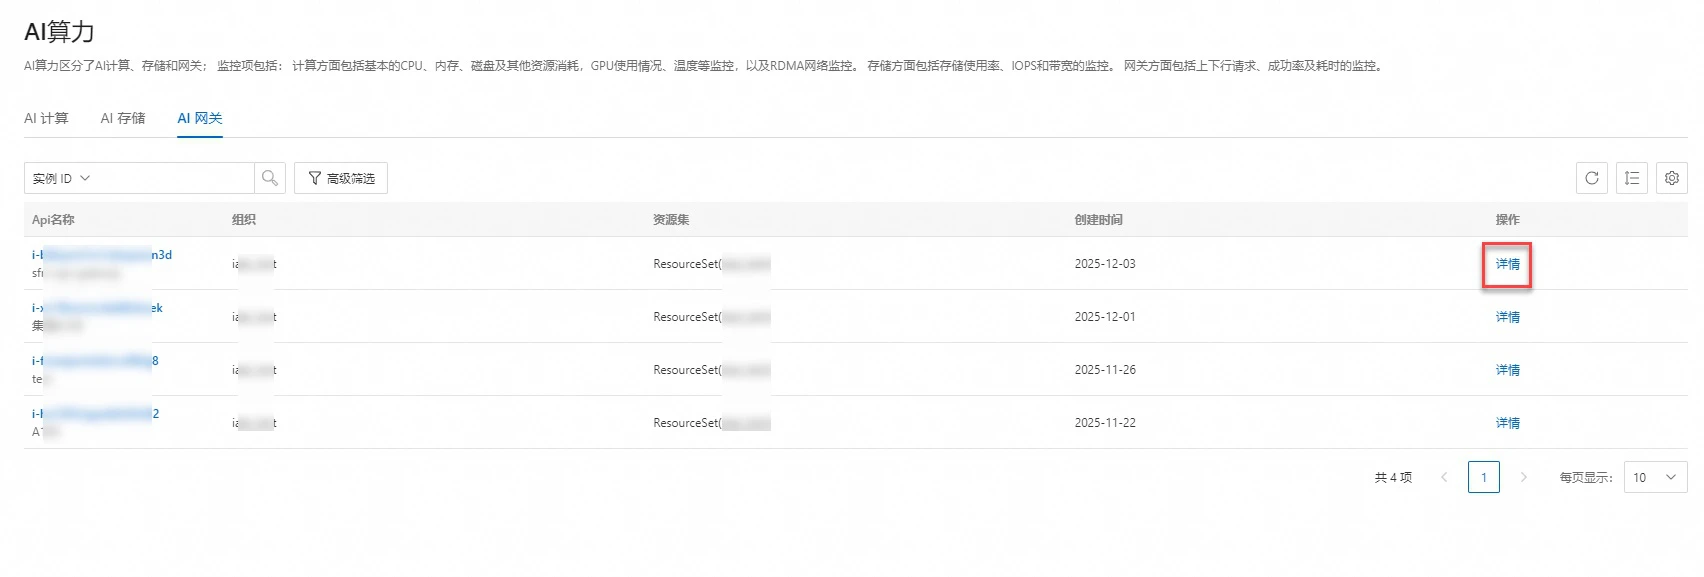 AI算力
AI算力区分了AI计算、存储和网关； 监控项包括： 计算方面包括基本的CPU、内存、磁盘及其他资源消耗，GPU使用情况、温度等监控，以及RDMA网络监控。 存储方面包括存储使用率、IOPS和带宽的监控。 网关方面包括上下行请求、成功率及耗时的监控。
AI 计算 AI 存储 AI 网关
实例 ID 高级筛选
Api名称 组织 资源集 创建时间 操作
ResourceSet( 2025-12-03 详情
ResourceSet( 2025-12-01 详情
ResourceSet( 2025-11-26 详情
ResourceSet( 2025-11-22 详情
共 4 项 1 每页显示： 10